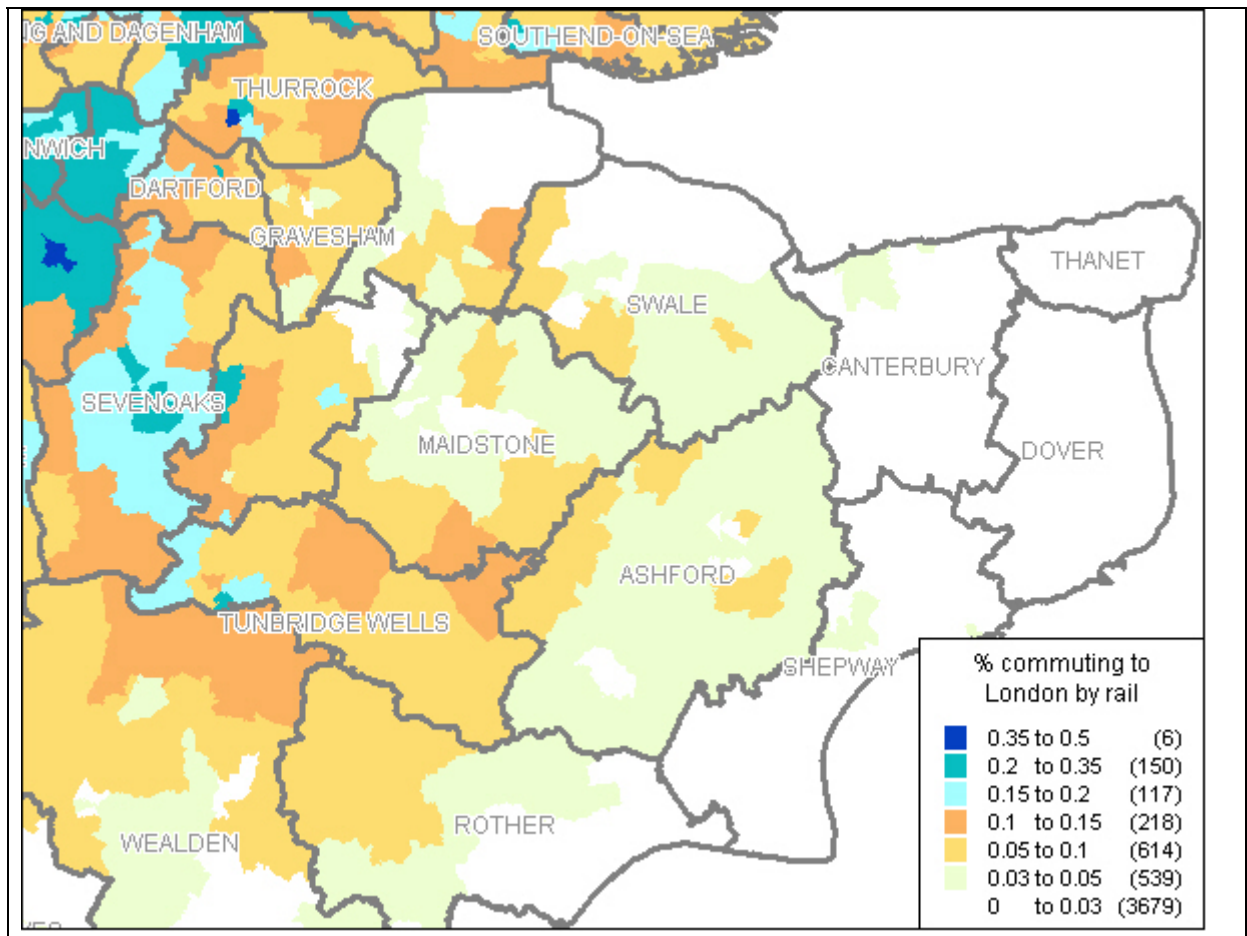 NG AND DAGENHAM
SOUTHEND-ON-SEA
THURROCK
NWICH
DARTFORD
GRAVESHAM
THANET
SWALE
CANTERBURY
SEVENOAKS
MAIDSTONE
DOVER
ASHFORD
TUNBRIDGE WELLS
SHEPWAY
ROTHER
WEALDEN
% commuting to
London by rail
0.35 to 0.5 (6)
0.2 to 0.35 (150)
0.15 to 0.2 (117)
0.1 to 0.15 (218)
0.05 to 0.1 (614)
0.03 to 0.05 (539)
0 to 0.03 (3679)